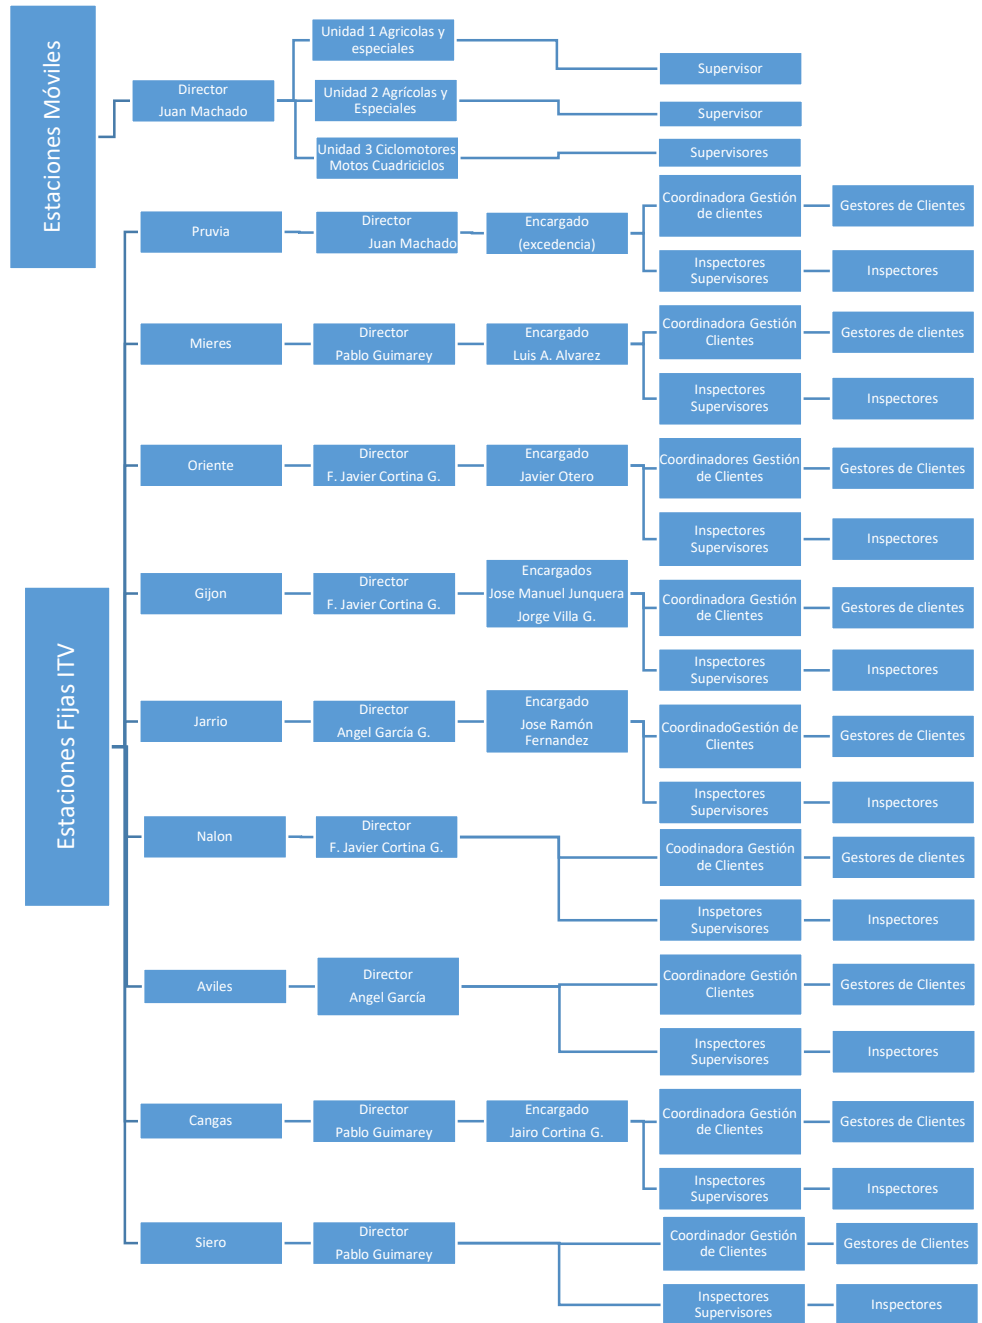 Estaciones Móviles
Director
Juan Machado
Unidad 1 Agricolas y
especiales
Supervisor
Unidad 2 Agrícolas y
Especiales
Supervisor
Unidad 3 Ciclomotores
Motos Cuadriciclos
Supervisores
Estaciones Fijas ITV
Pruvia
Director
Juan Machado
Encargado
(excedencia)
Coordinadora Gestión
de clientes
Gestores de Clientes
Inspectores
Supervisores
Inspectores
Mieres
Director
Pablo Guimarey
Encargado
Luis A. Alvarez
Coordinadora Gestión
Clientes
Gestores de clientes
Inspectores
Supervisores
Inspectores
Oriente
Director
F. Javier Cortina G.
Encargado
Javier Otero
Coordinadores Gestión
de Clientes
Gestores de Clientes
Inspectores
Supervisores
Inspectores
Gijon
Director
F. Javier Cortina G.
Encargados
Jose Manuel Junquera
Jorge Villa G.
Coordinadora Gestión
de Clientes
Gestores de clientes
Inspectores
Supervisores
Inspectores
Jarrio
Director
Angel García G.
Encargado
Jose Ramón
Fernandez
CoordinadoGestión de
Clientes
Gestores de Clientes
Inspectores
Supervisores
Inspectores
Nalon
Director
F. Javier Cortina G.
Coodinadora Gestión
de Clientes
Gestores de clientes
Inspetores
Supervisores
Inspectores
Aviles
Director
Angel García
Coordinadore Gestión
Clientes
Gestores de Clientes
Inspectores
Supervisores
Inspectores
Cangas
Director
Pablo Guimarey
Encargado
Jairo Cortina G.
Coordinadora Gestión
de Clientes
Gestores de Clientes
Inspectores
Supervisores
Inspectores
Siero
Director
Pablo Guimarey
Coordinador Gestión
de Clientes
Gestores de Clientes
Inspectores
Supervisores
Inspectores